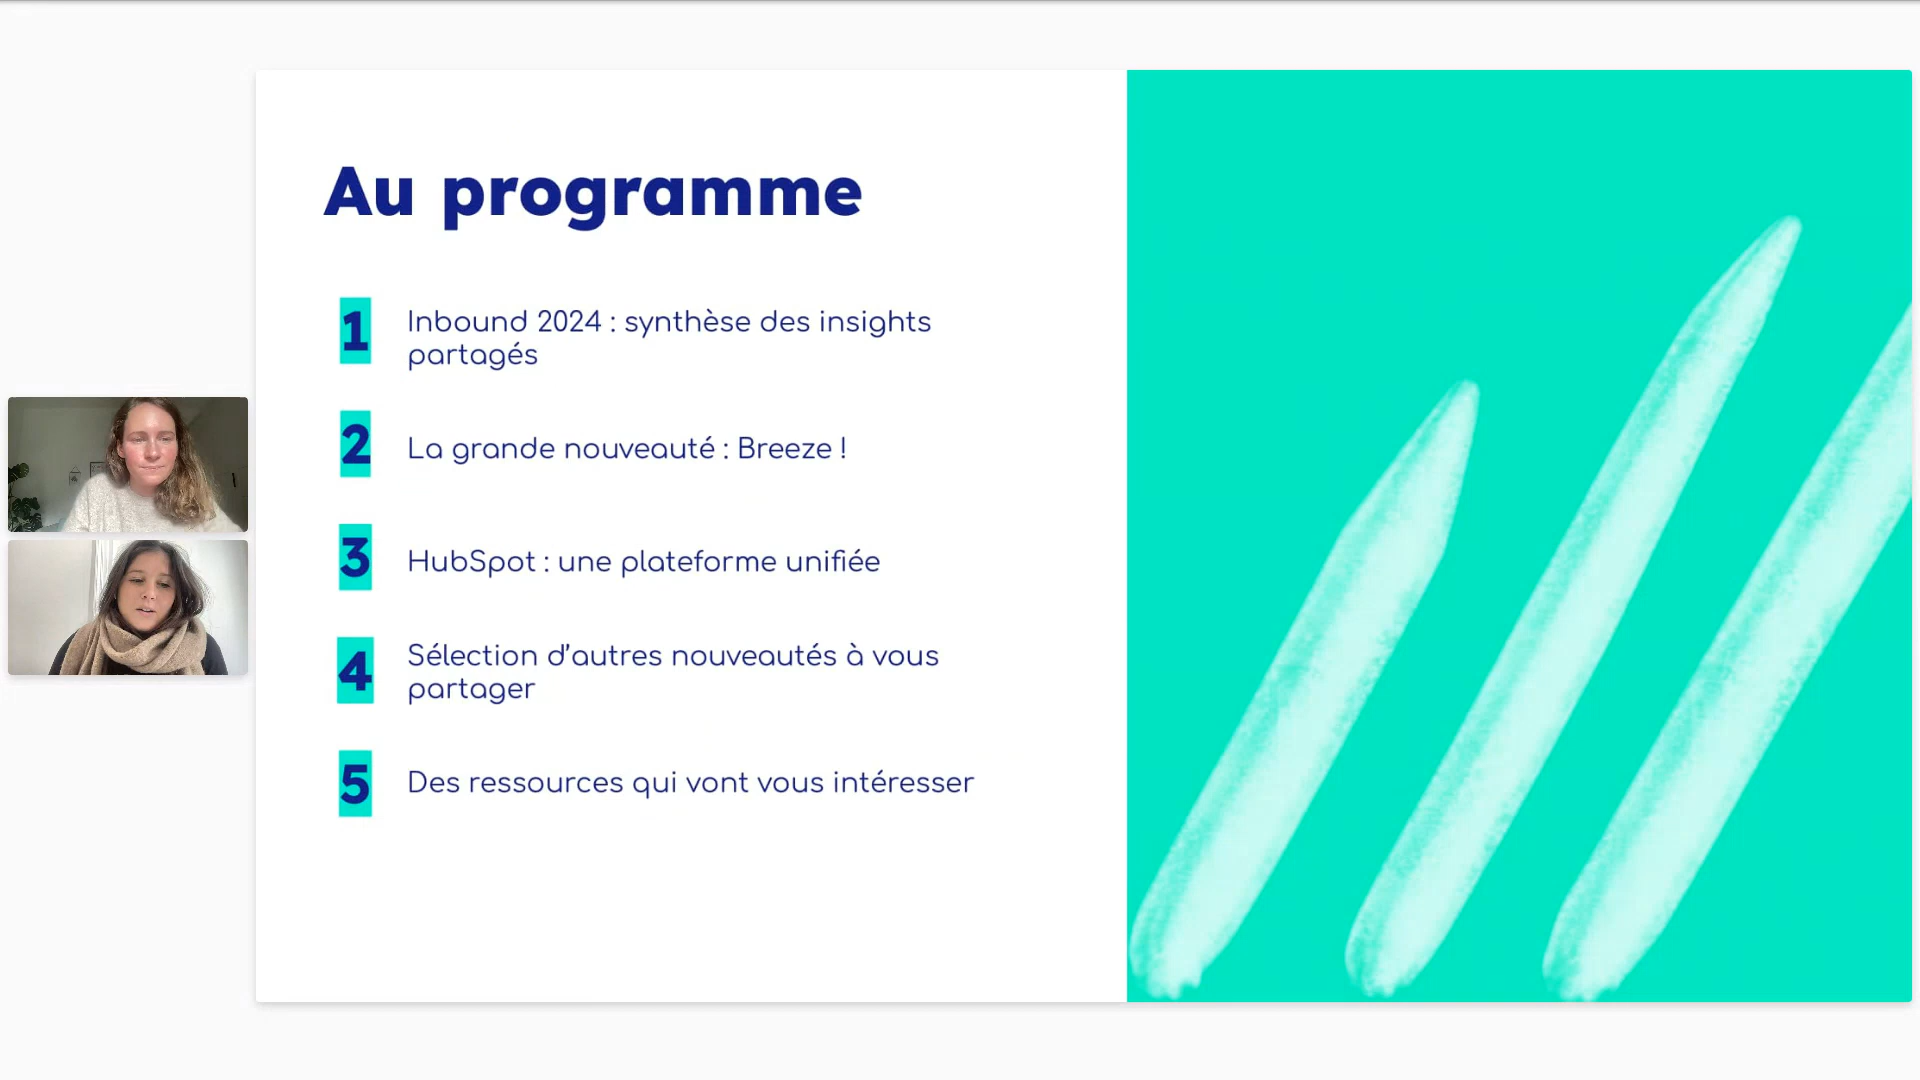 Au programme
1
Inbound 2024 : synthèse des insights
partagés
2
La grande nouveauté : Breeze !
3
HubSpot : une plateforme unifiée
4
Sélection d’autres nouveautés à vous
partager
5
Des ressources qui vont vous intéresser